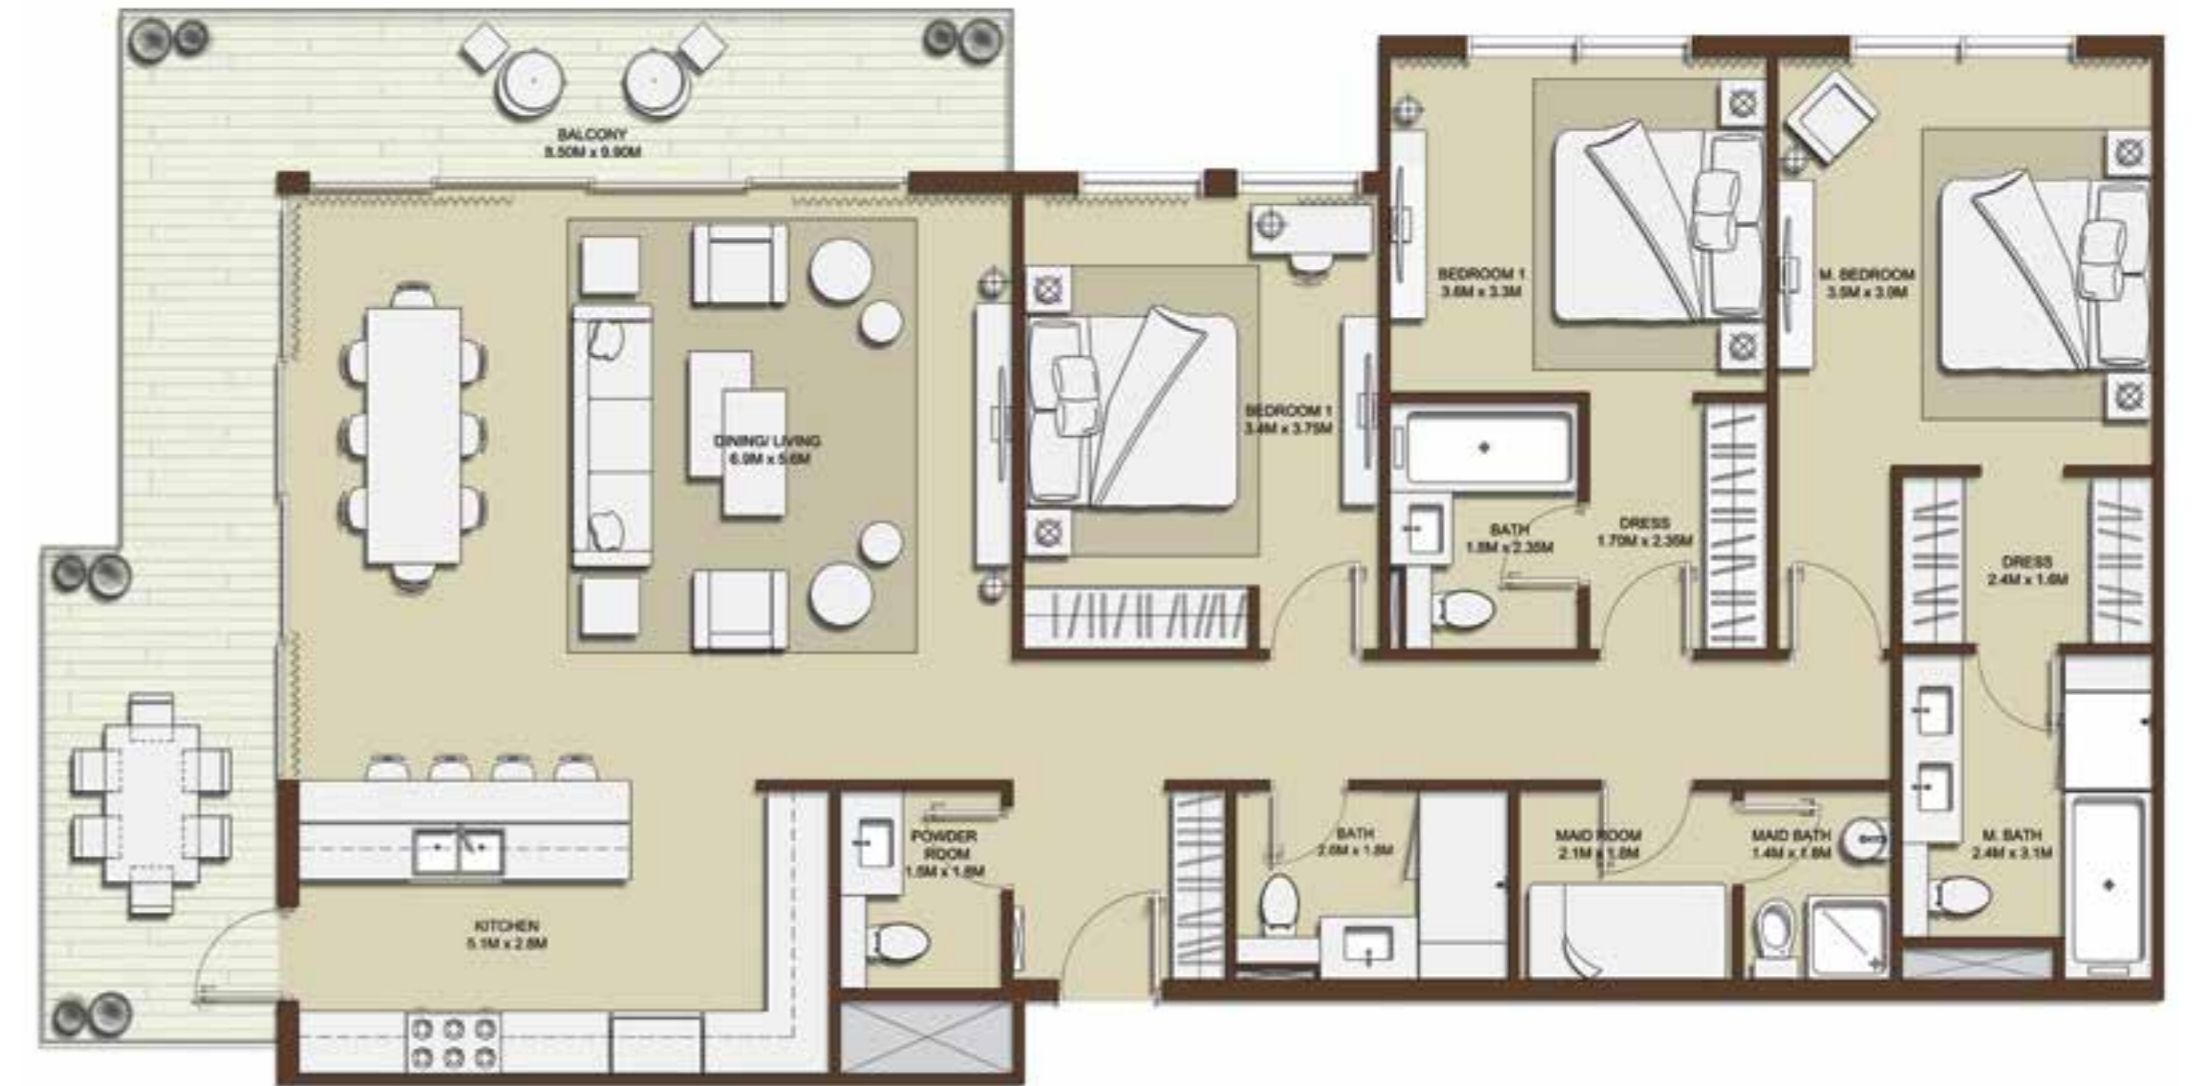 BALCONY
8.50M x 9.90M
BEDROOM 1
3.6M x 3.3M
M. BEDROOM
3.5M x 3.9M
BEDROOM 1
3.4M x 3.75M
DINING/ LIVING
6.9M x 5.6M
BATH
1.8M x 2.35M
DRESS
1.70M x 2.35M
DRESS
2.4M x 1.6M
POWDER
ROOM
1.5M x 1.8M
BATH
2.6M x 1.8M
MAID ROOM
2.1M x 1.8M
MAID BATH
1.4M x 1.8M
M. BATH
2.4M x 3.1M
KITCHEN
5.1M x 2.8M